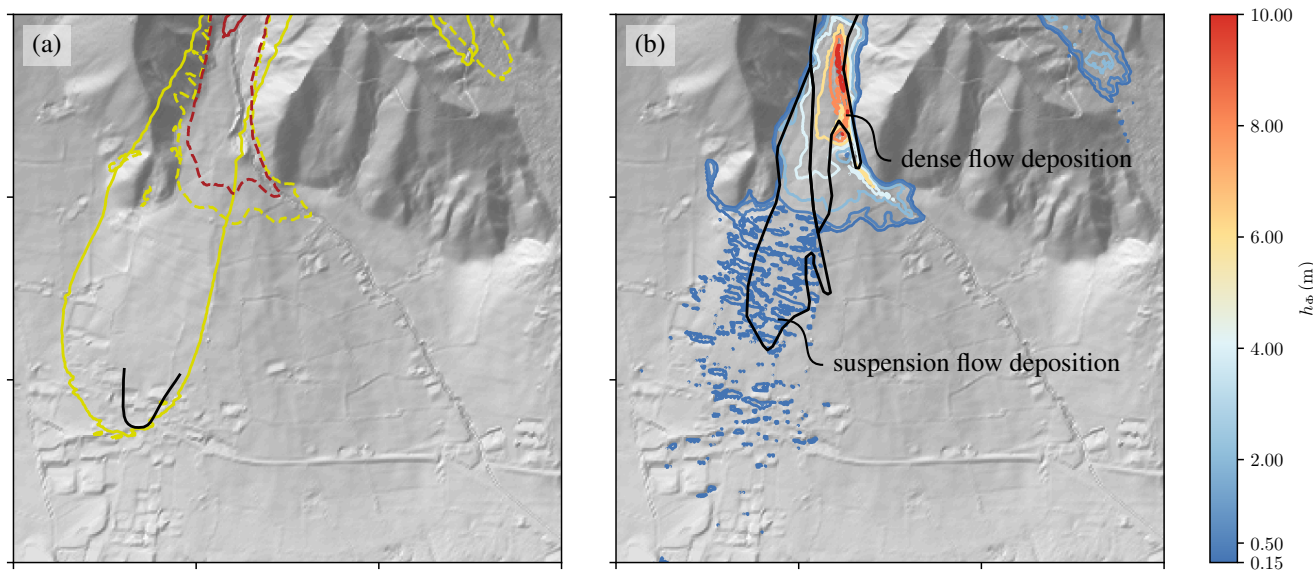 (a)
(b)
dense flow deposition
suspension flow deposition
10.00
8.00
6.00
4.00
2.00
0.50
0.15
h_Φ (m)